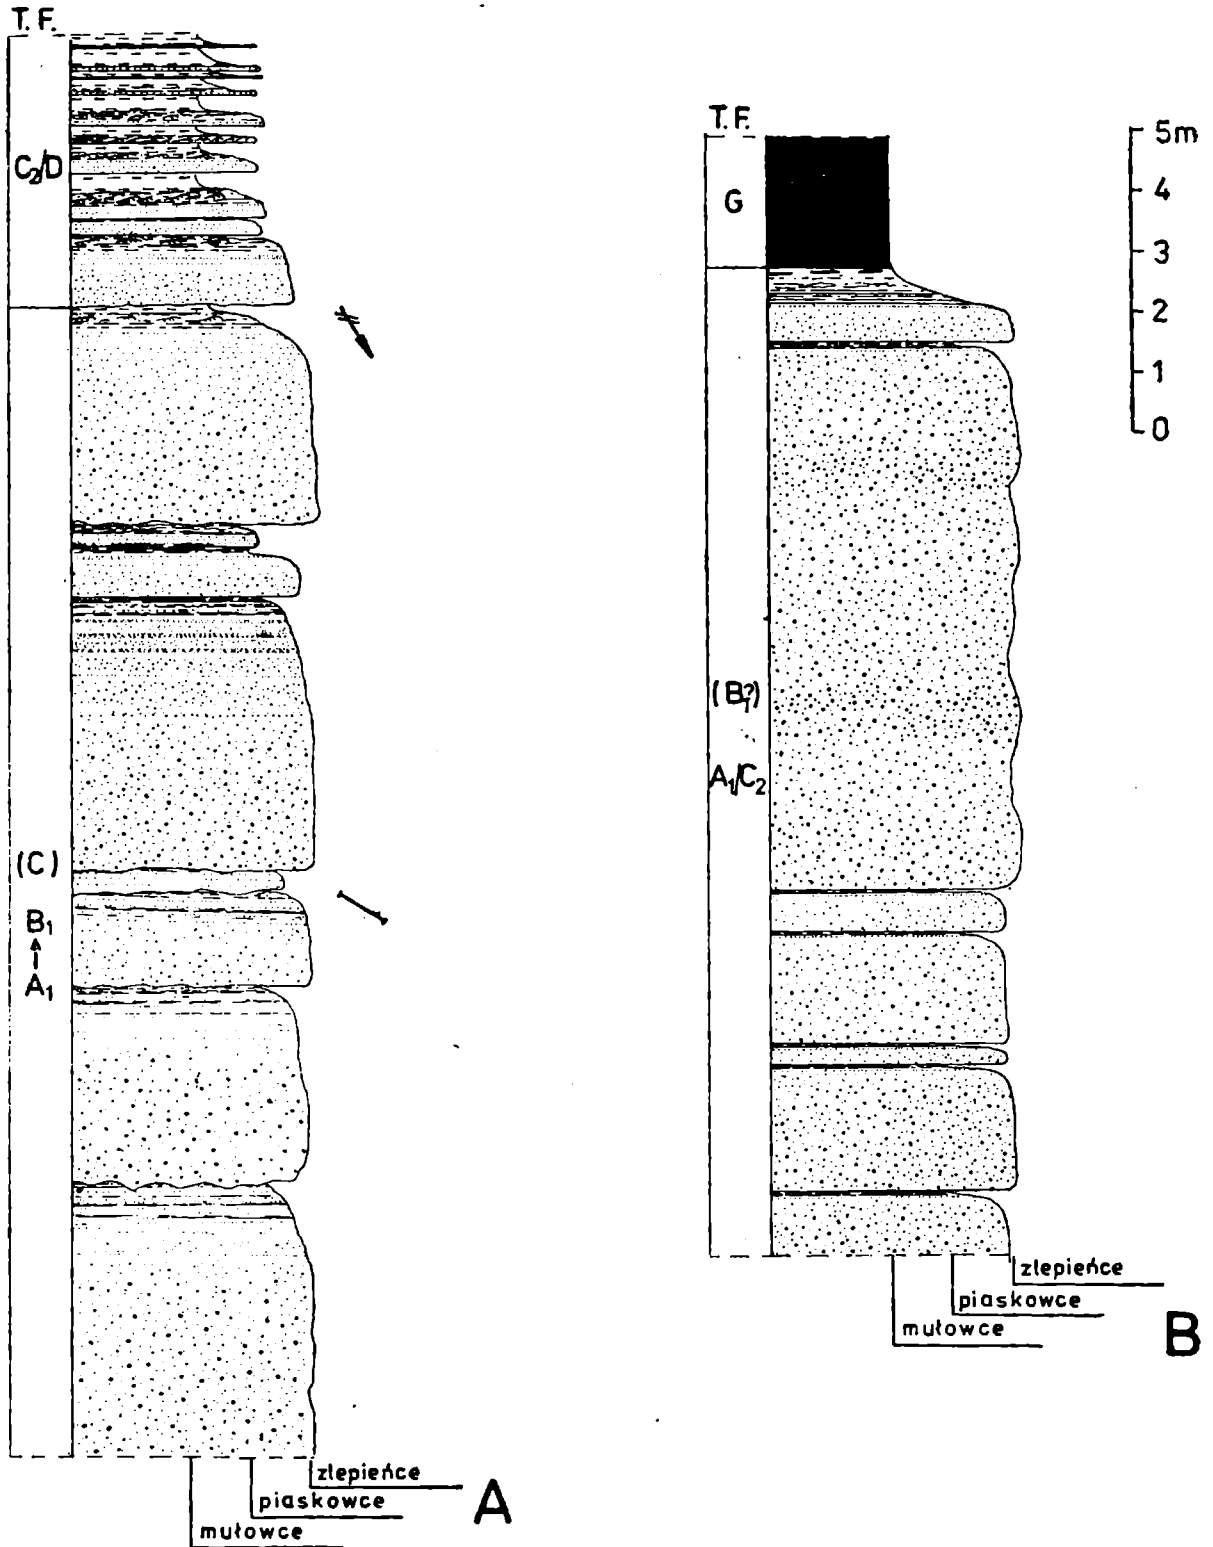 T. F.
C₂/D
(C)
B₁
A₁
zlepieńce
piaskowce
mułowce
A
T. F.
G
(B₁?)
A₁/C₂
5m
4
3
2
1
0
zlepieńce
piaskowce
mułowce
B